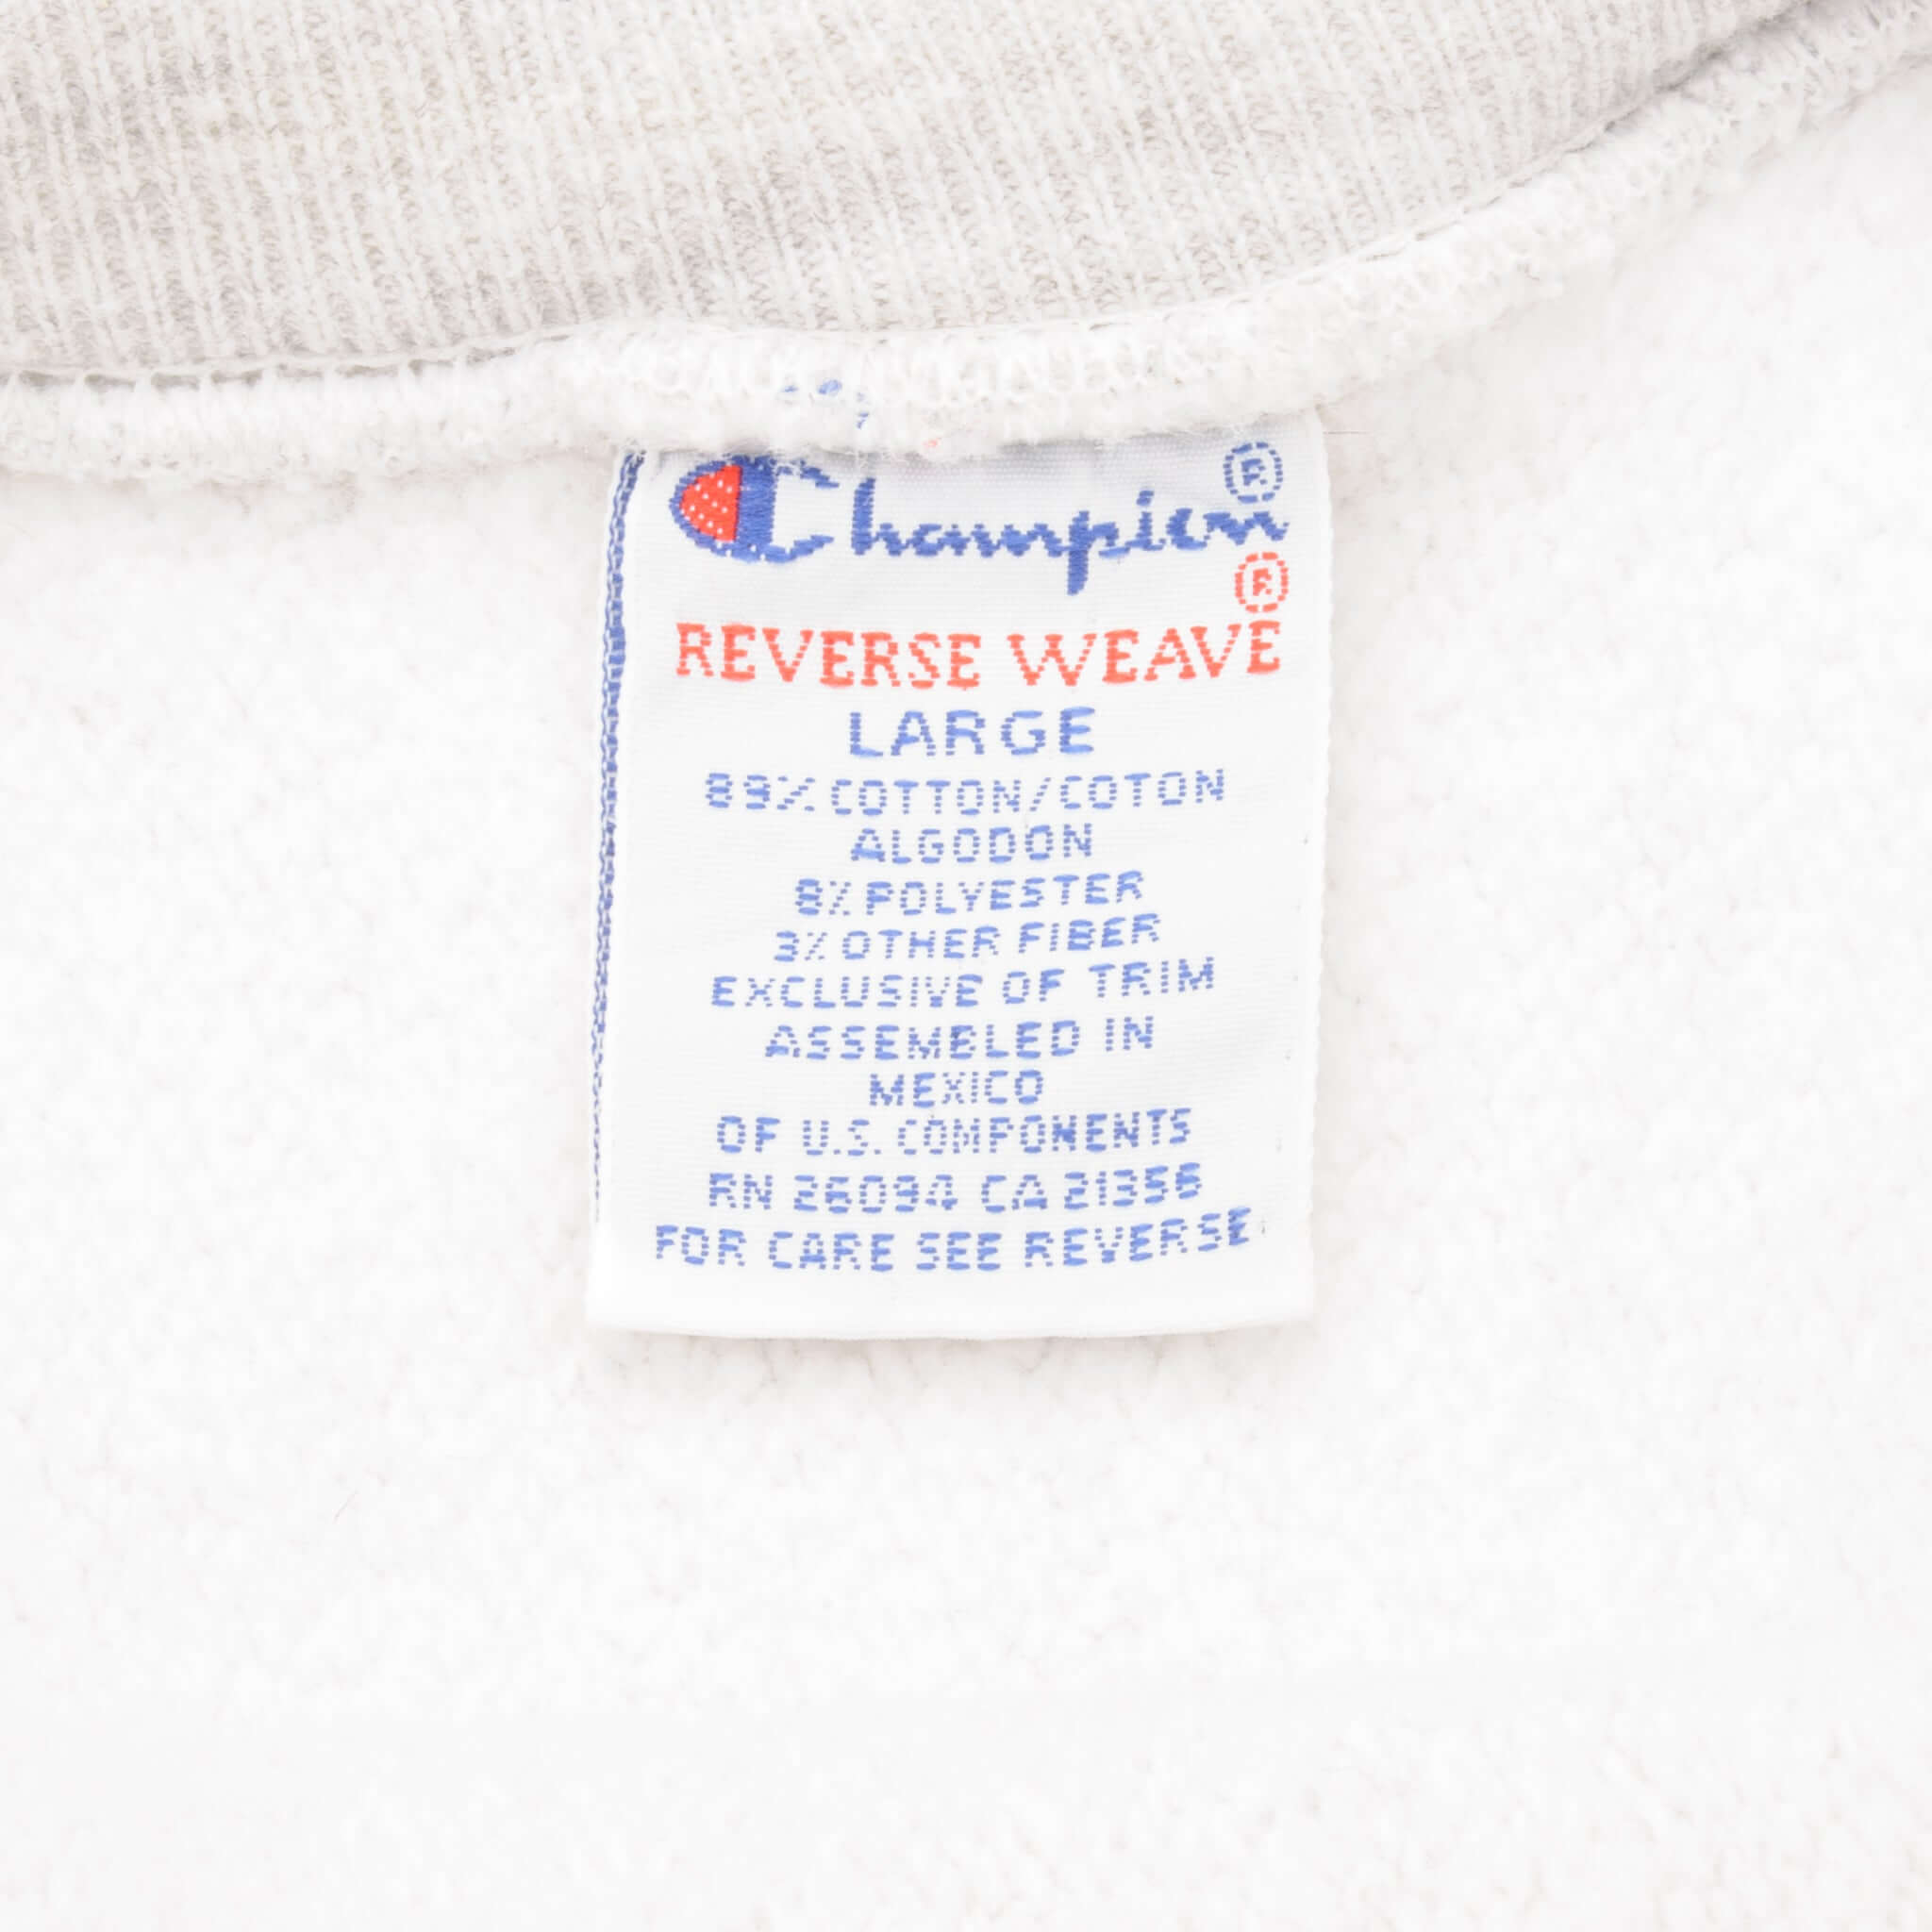 Champion®
®
REVERSE WEAVE
LARGE
89% COTTON/COTON
ALGODON
8% POLYESTER
3% OTHER FIBER
EXCLUSIVE OF TRIM
ASSEMBLED IN
MEXICO
OF U.S. COMPONENTS
RN 26094 CA 21356
FOR CARE SEE REVERSE.